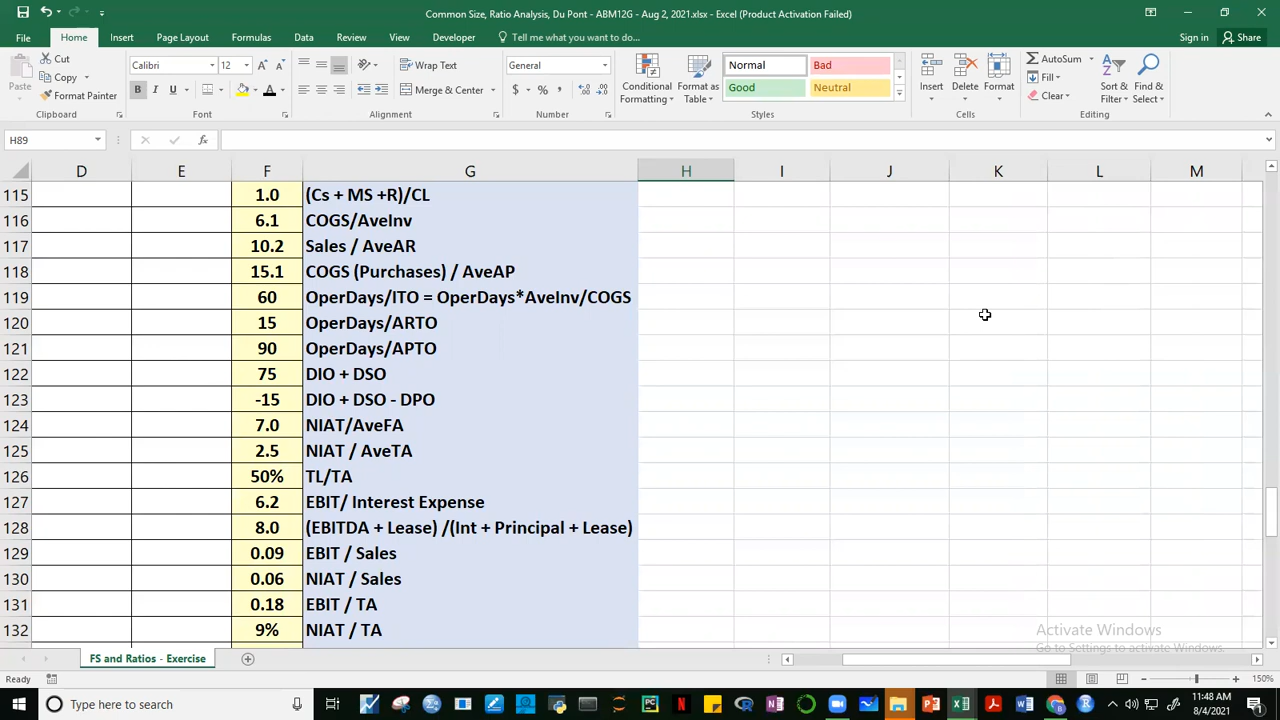 Common Size, Ratio Analysis, Du Pont - ABM12G - Aug 2, 2021.xlsx - Excel (Product Activation Failed)
File Home Insert Page Layout Formulas Data Review View Developer Tell me what you want to do... Sign in Share
Paste Cut Copy Format Painter Clipboard
Calibri 12 A A B I U A Font
Wrap Text Merge & Center Alignment
General $ % , Number
Conditional Formatting Format as Table Normal Bad Good Neutral Styles
Insert Delete Format Cells
AutoSum Fill Clear Sort & Filter Find & Select Editing
H89 fx
D E F G H I J K L M
115 1.0 (Cs + MS +R)/CL
116 6.1 COGS/AveInv
117 10.2 Sales / AveAR
118 15.1 COGS (Purchases) / AveAP
119 60 OperDays/ITO = OperDays*AveInv/COGS
120 15 OperDays/ARTO
121 90 OperDays/APTO
122 75 DIO + DSO
123 -15 DIO + DSO - DPO
124 7.0 NIAT/AveFA
125 2.5 NIAT / AveTA
126 50% TL/TA
127 6.2 EBIT/ Interest Expense
128 8.0 (EBITDA + Lease) /(Int + Principal + Lease)
129 0.09 EBIT / Sales
130 0.06 NIAT / Sales
131 0.18 EBIT / TA
132 9% NIAT / TA
Activate Windows
Go to Settings to activate Windows.
FS and Ratios - Exercise
Ready 150%
Type here to search 11:48 AM
8/4/2021